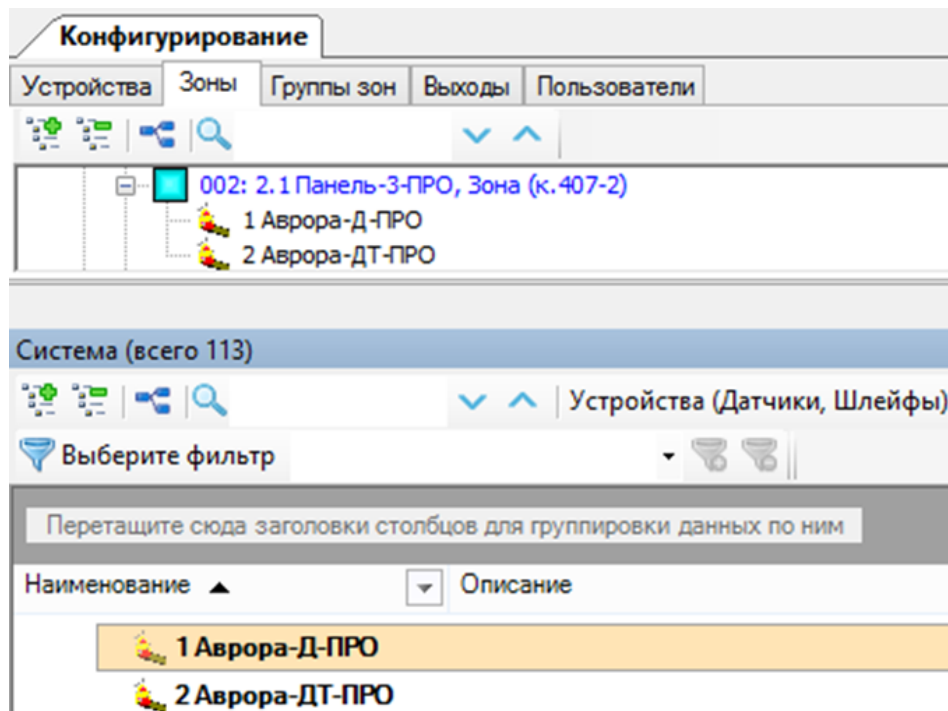 Конфигурирование
Устройства Зоны Группы зон Выходы Пользователи
002: 2.1 Панель-3-ПРО, Зона (к.407-2)
1 Аврора-Д-ПРО
2 Аврора-ДТ-ПРО
Система (всего 113)
Устройства (Датчики, Шлейфы)
Выберите фильтр
Перетащите сюда заголовки столбцов для группировки данных по ним
Наименование Описание
1 Аврора-Д-ПРО
2 Аврора-ДТ-ПРО